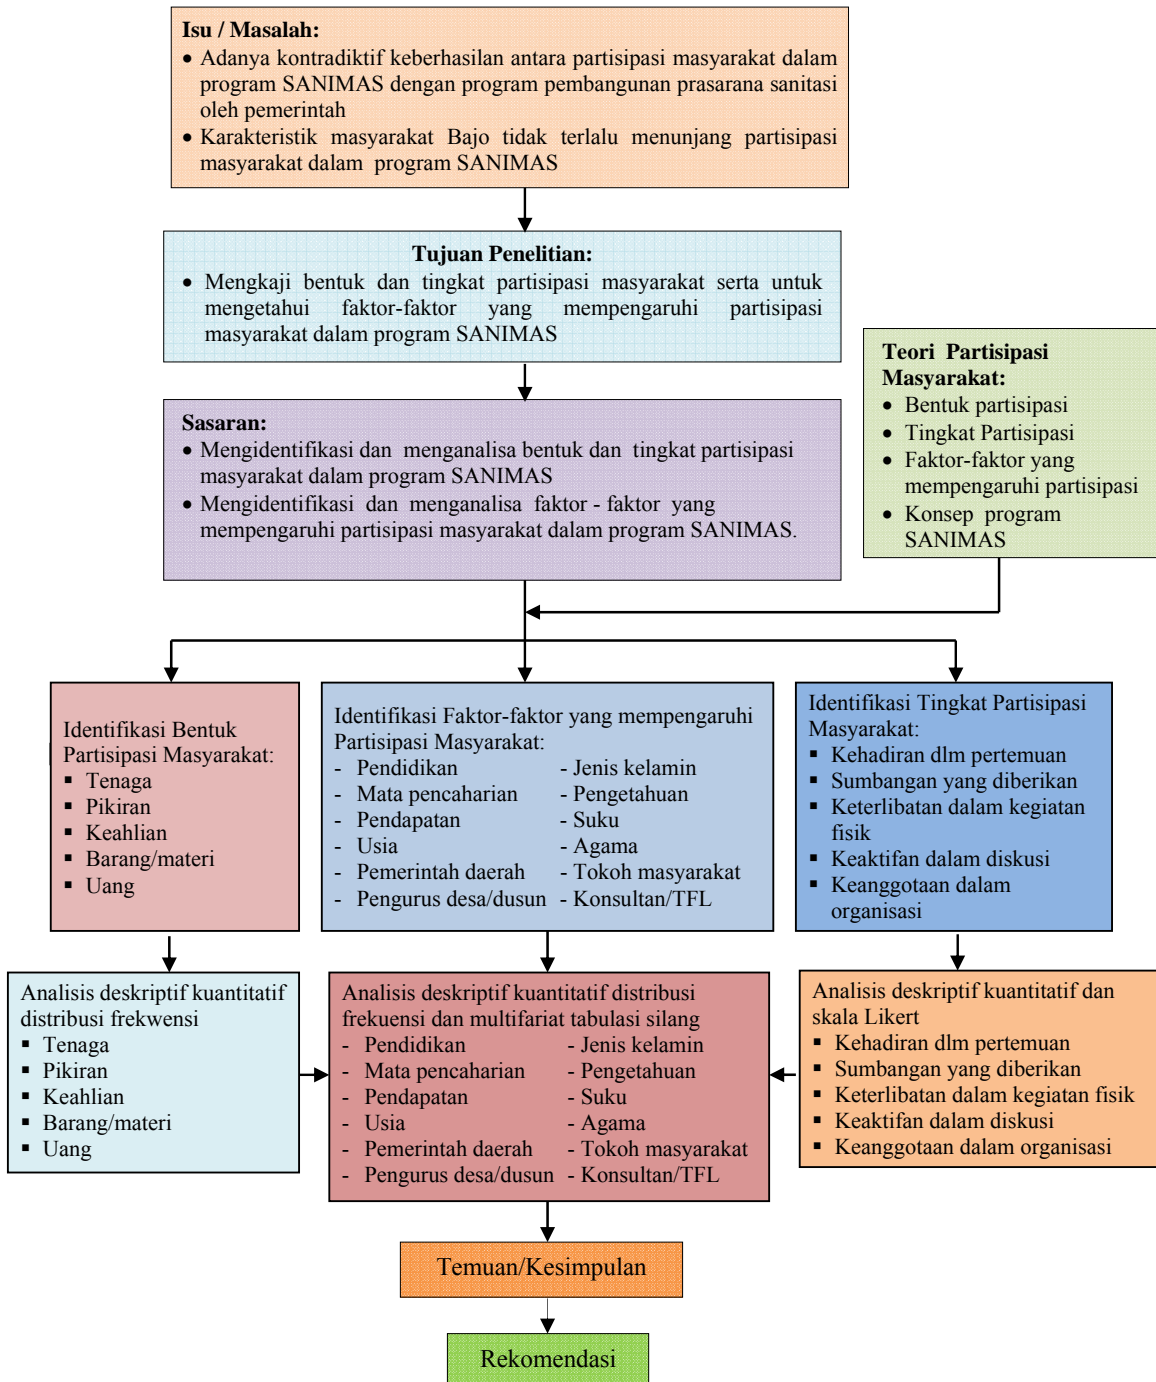 Isu / Masalah:
• Adanya kontradiktif keberhasilan antara partisipasi masyarakat dalam
program SANIMAS dengan program pembangunan prasarana sanitasi
oleh pemerintah
• Karakteristik masyarakat Bajo tidak terlalu menunjang partisipasi
masyarakat dalam program SANIMAS
Tujuan Penelitian:
• Mengkaji bentuk dan tingkat partisipasi masyarakat serta untuk
mengetahui faktor-faktor yang mempengaruhi partisipasi
masyarakat dalam program SANIMAS
Teori Partisipasi
Masyarakat:
• Bentuk partisipasi
• Tingkat Partisipasi
• Faktor-faktor yang
mempengaruhi partisipasi
• Konsep program
SANIMAS
Sasaran:
• Mengidentifikasi dan menganalisa bentuk dan tingkat partisipasi
masyarakat dalam program SANIMAS
• Mengidentifikasi dan menganalisa faktor - faktor yang
mempengaruhi partisipasi masyarakat dalam program SANIMAS.
Identifikasi Bentuk
Partisipasi Masyarakat:
▪ Tenaga
▪ Pikiran
▪ Keahlian
▪ Barang/materi
▪ Uang
Identifikasi Faktor-faktor yang mempengaruhi
Partisipasi Masyarakat:
- Pendidikan - Jenis kelamin
- Mata pencaharian - Pengetahuan
- Pendapatan - Suku
- Usia - Agama
- Pemerintah daerah - Tokoh masyarakat
- Pengurus desa/dusun - Konsultan/TFL
Identifikasi Tingkat Partisipasi
Masyarakat:
▪ Kehadiran dlm pertemuan
▪ Sumbangan yang diberikan
▪ Keterlibatan dalam kegiatan
fisik
▪ Keaktifan dalam diskusi
▪ Keanggotaan dalam
organisasi
Analisis deskriptif kuantitatif
distribusi frekwensi
▪ Tenaga
▪ Pikiran
▪ Keahlian
▪ Barang/materi
▪ Uang
Analisis deskriptif kuantitatif distribusi
frekuensi dan multifariat tabulasi silang
- Pendidikan - Jenis kelamin
- Mata pencaharian - Pengetahuan
- Pendapatan - Suku
- Usia - Agama
- Pemerintah daerah - Tokoh masyarakat
- Pengurus desa/dusun - Konsultan/TFL
Analisis deskriptif kuantitatif dan
skala Likert
▪ Kehadiran dlm pertemuan
▪ Sumbangan yang diberikan
▪ Keterlibatan dalam kegiatan fisik
▪ Keaktifan dalam diskusi
▪ Keanggotaan dalam organisasi
Temuan/Kesimpulan
Rekomendasi